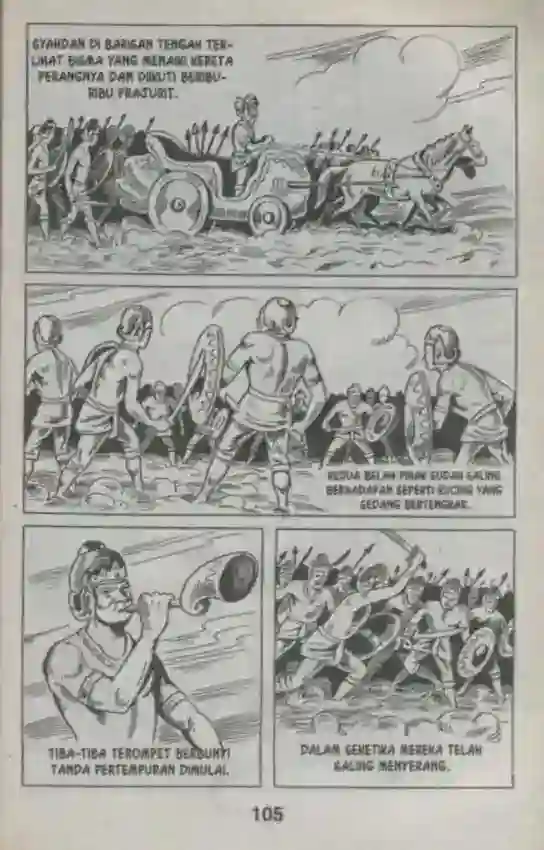 SYAHDAN DI BARISAN TENGAH TER-
LIHAT BISMA YANG MENAIKI KERETA
PERANGNYA DAN DIIKUTI BERIBU-
RIBU PRAJURIT.
KEDUA BELAH PIHAK SUDAH SALING
BERHADAPAN SEPERTI KUCING YANG
SEDANG BERTENGKAR.
TIBA-TIBA TEROMPET BERBUNYI
TANDA PERTEMPURAN DIMULAI.
DALAM SEKETIKA MEREKA TELAH
SALING MENYERANG.
105